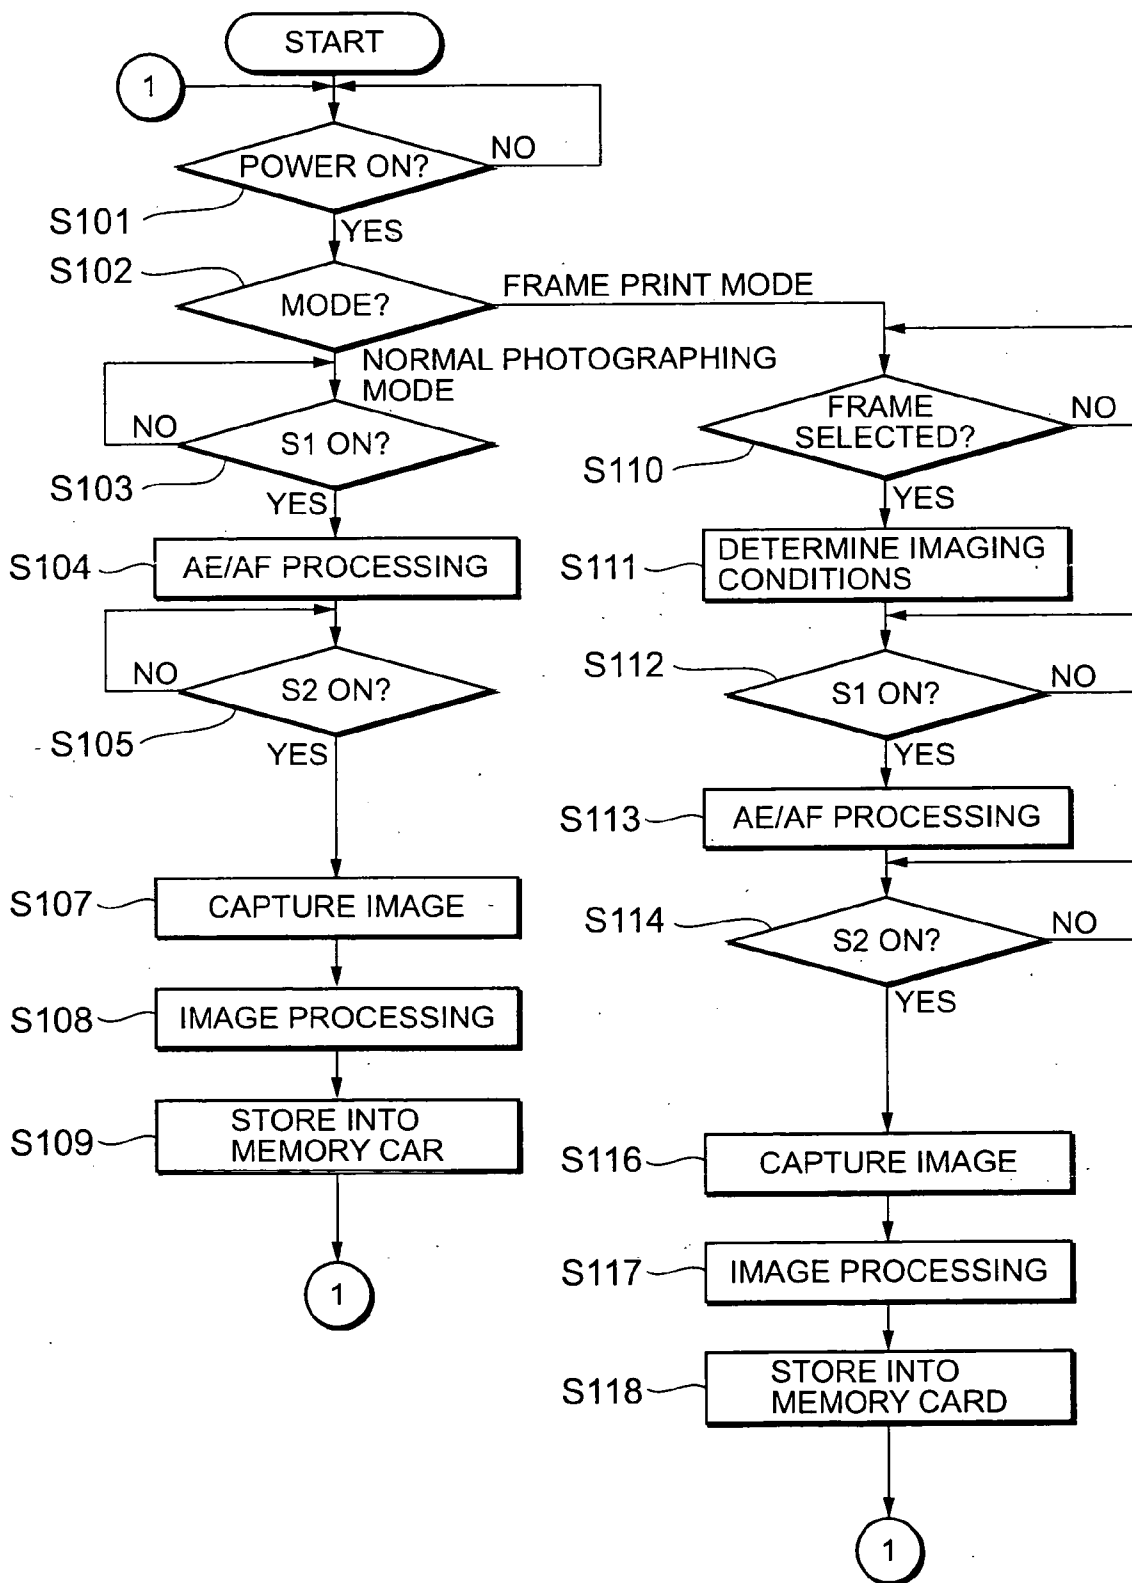 START
1
POWER ON?
NO
S101
YES
S102
MODE?
FRAME PRINT MODE
NORMAL PHOTOGRAPHING
MODE
NO
S1 ON?
S103
YES
S104
AE/AF PROCESSING
NO
S2 ON?
S105
YES
S107
CAPTURE IMAGE
S108
IMAGE PROCESSING
S109
STORE INTO
MEMORY CAR
1
FRAME
SELECTED?
NO
S110
YES
S111
DETERMINE IMAGING
CONDITIONS
S112
S1 ON?
NO
YES
S113
AE/AF PROCESSING
S114
S2 ON?
NO
YES
S116
CAPTURE IMAGE
S117
IMAGE PROCESSING
S118
STORE INTO
MEMORY CARD
1